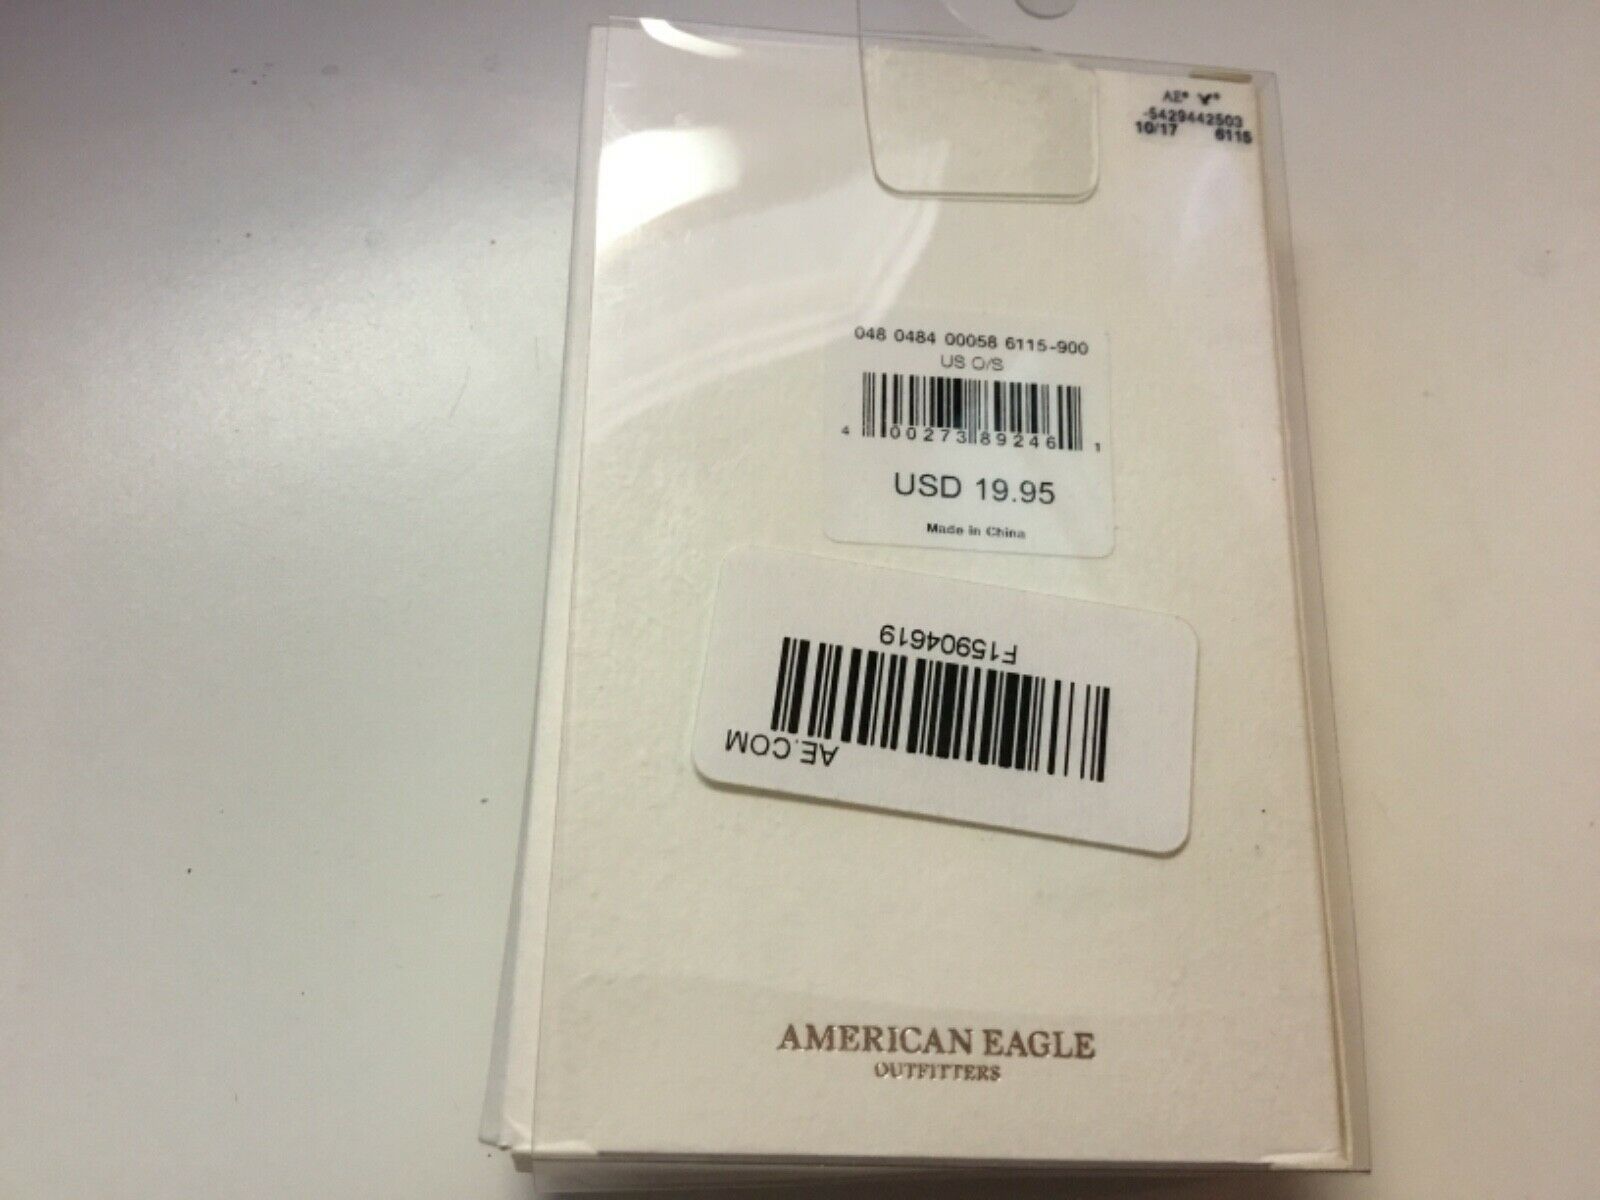 AE®
-5429442503
10/17 6115
048 0484 00058 6115-900
US O/S
4 00273 89246 1
USD 19.95
Made in China
F15904619
AE.COM
AMERICAN EAGLE
OUTFITTERS